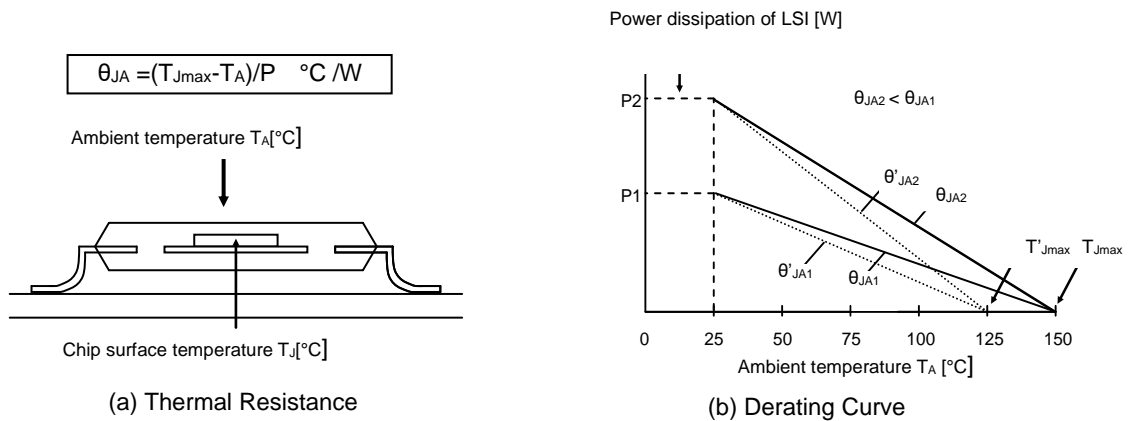 θJA =(TJmax-TA)/P °C /W
Ambient temperature TA[°C]
Chip surface temperature TJ[°C]
(a) Thermal Resistance
Power dissipation of LSI [W]
P2
θJA2 < θJA1
θ'JA2
θJA2
P1
θ'JA1
θJA1
T'Jmax TJmax
0 25 50 75 100 125 150
Ambient temperature TA [°C]
(b) Derating Curve